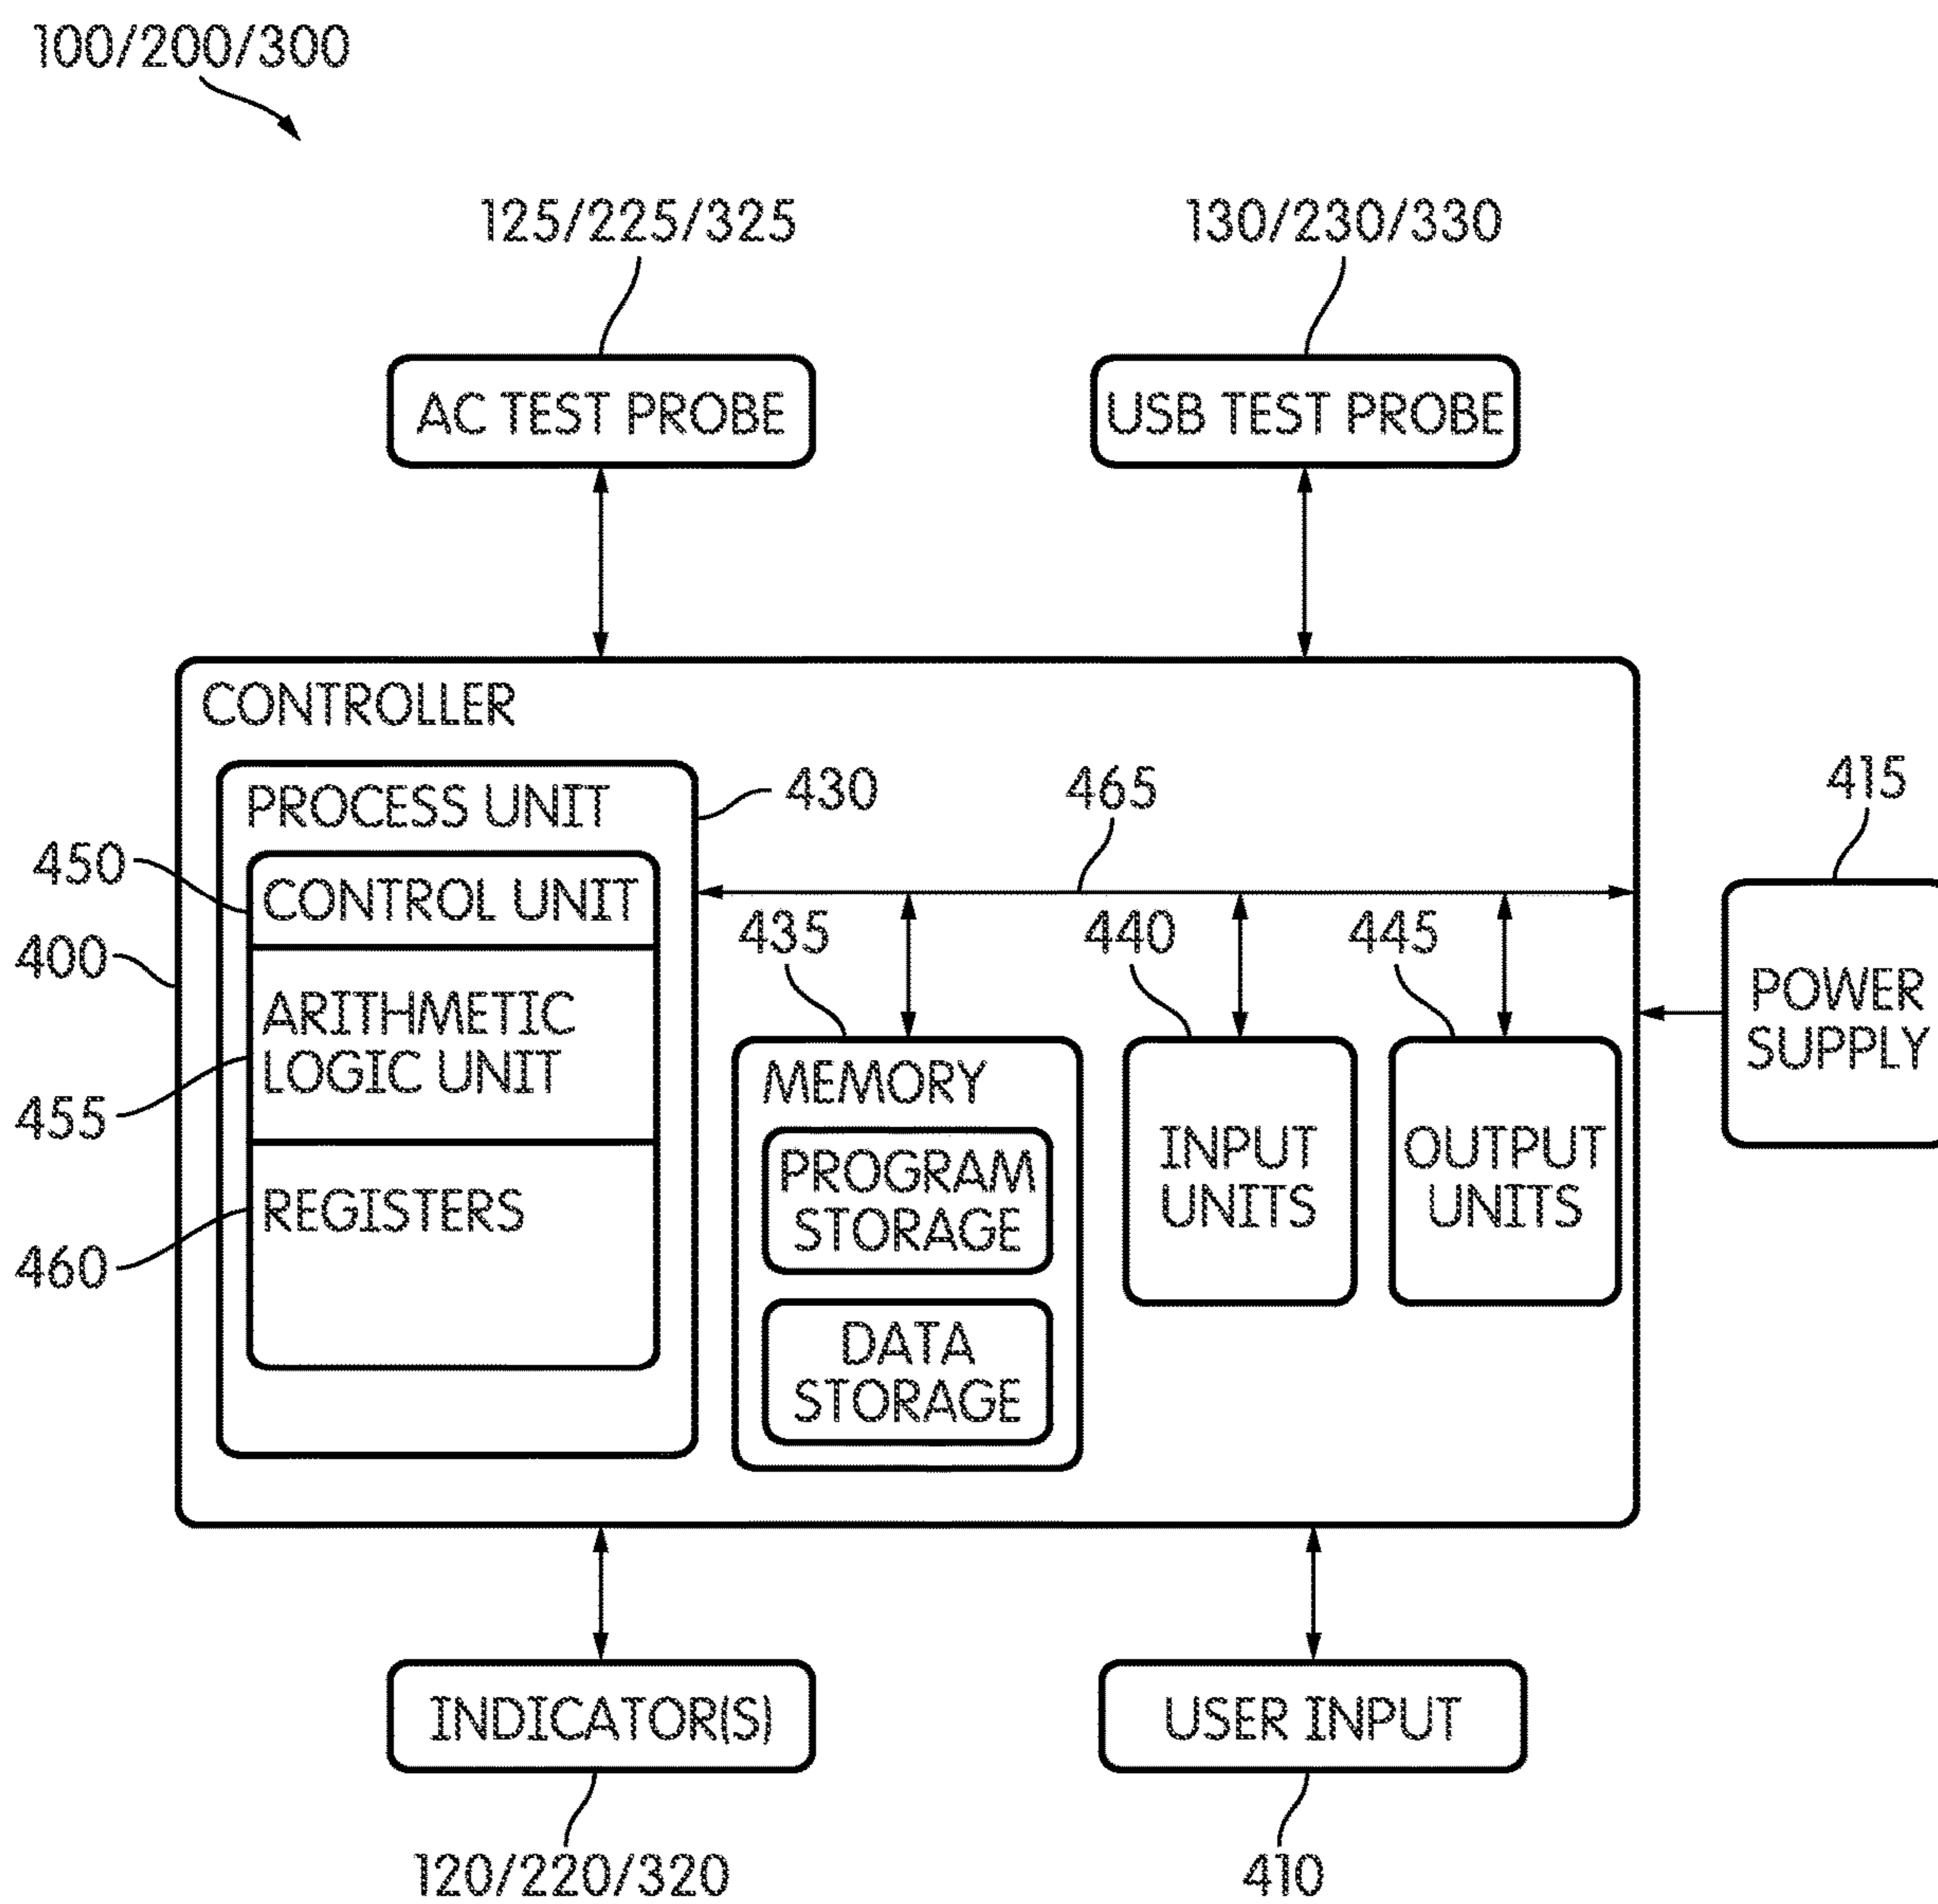 100/200/300
125/225/325
130/230/330
AC TEST PROBE
USB TEST PROBE
CONTROLLER
PROCESS UNIT
430
465
415
450
CONTROL UNIT
400
435
440
445
ARITHMETIC
LOGIC UNIT
455
POWER
SUPPLY
MEMORY
PROGRAM
STORAGE
INPUT
UNITS
OUTPUT
UNITS
REGISTERS
460
DATA
STORAGE
INDICATOR(S)
USER INPUT
120/220/320
410